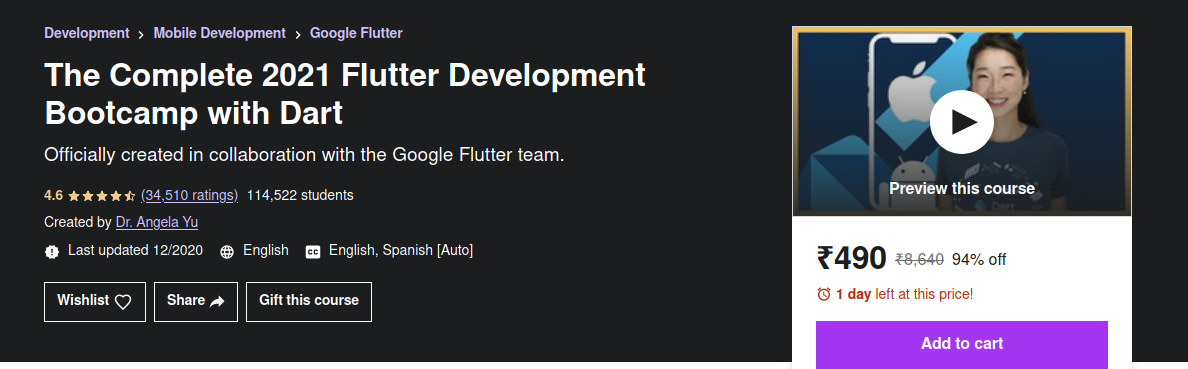 Development > Mobile Development > Google Flutter
The Complete 2021 Flutter Development
Bootcamp with Dart
Officially created in collaboration with the Google Flutter team.
4.6 (34,510 ratings) 114,522 students
Created by Dr. Angela Yu
Last updated 12/2020 English CC English, Spanish [Auto]
Wishlist Share Gift this course
Dart
Preview this course
₹490 ₹8,640 94% off
1 day left at this price!
Add to cart